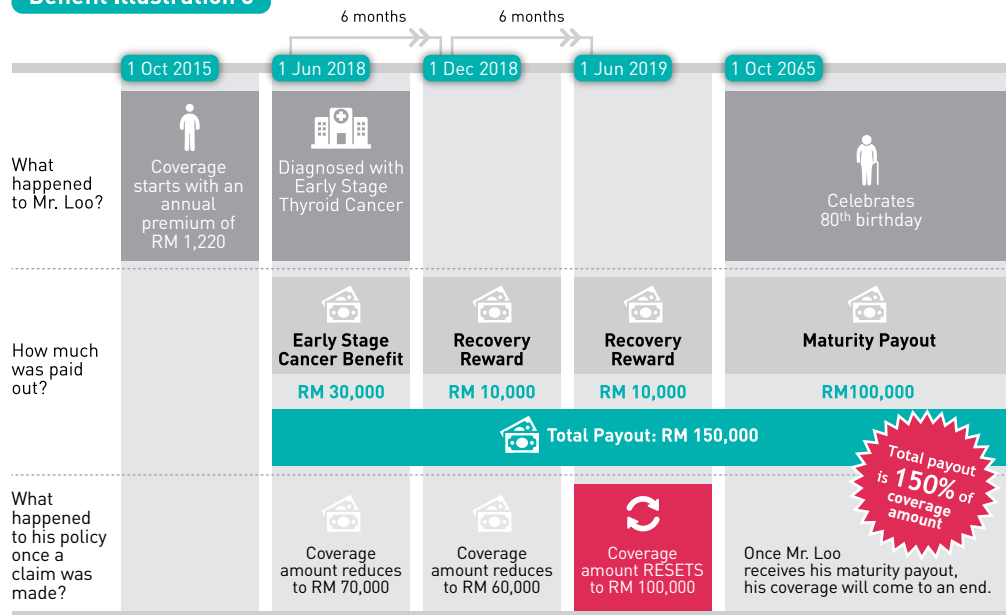 Benefit Illustration 3
6 months
6 months
1 Oct 2015
1 Jun 2018
1 Dec 2018
1 Jun 2019
1 Oct 2065
What
happened
to Mr. Loo?
Coverage
starts with an
annual
premium of
RM 1,220
Diagnosed with
Early Stage
Thyroid Cancer
Celebrates
80th birthday
How much
was paid
out?
Early Stage
Cancer Benefit
RM 30,000
Recovery
Reward
RM 10,000
Recovery
Reward
RM 10,000
Maturity Payout
RM100,000
Total Payout: RM 150,000
Total payout
is 150% of
coverage
amount
What
happened
to his policy
once a
claim was
made?
Coverage
amount reduces
to RM 70,000
Coverage
amount reduces
to RM 60,000
Coverage
amount RESETS
to RM 100,000
Once Mr. Loo
receives his maturity payout,
his coverage will come to an end.